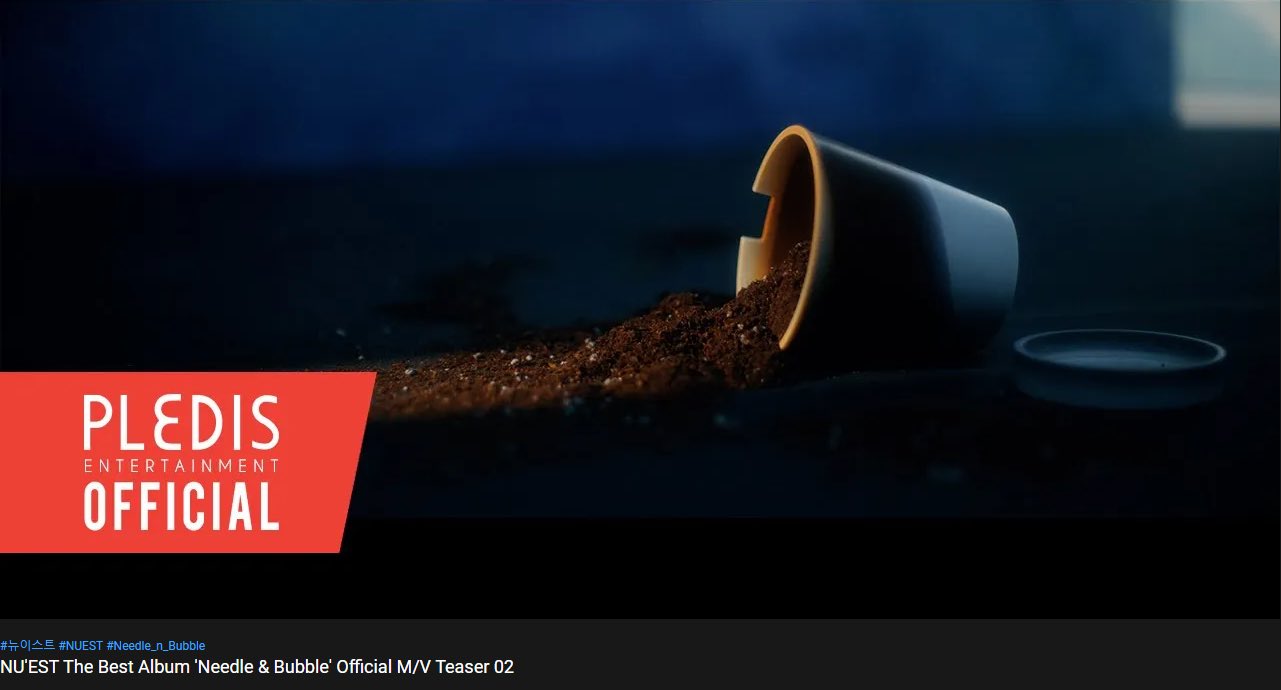 PLEDIS
ENTERTAINMENT
OFFICIAL
#뉴이스트 #NUEST #Needle_n_Bubble
NU'EST The Best Album 'Needle & Bubble' Official M/V Teaser 02